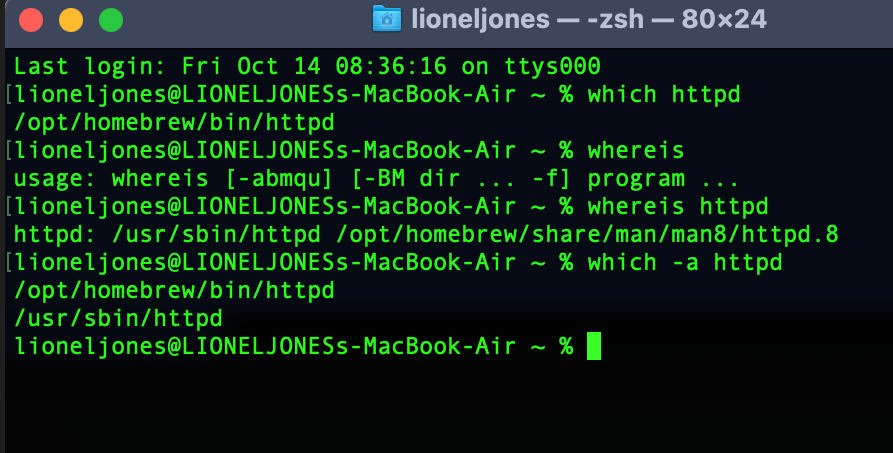 lioneljones — -zsh — 80×24
Last login: Fri Oct 14 08:36:16 on ttys000
[lioneljones@LIONELJONESs-MacBook-Air ~ % which httpd
/opt/homebrew/bin/httpd
[lioneljones@LIONELJONESs-MacBook-Air ~ % whereis
usage: whereis [-abmqu] [-BM dir ... -f] program ...
[lioneljones@LIONELJONESs-MacBook-Air ~ % whereis httpd
httpd: /usr/sbin/httpd /opt/homebrew/share/man/man8/httpd.8
[lioneljones@LIONELJONESs-MacBook-Air ~ % which -a httpd
/opt/homebrew/bin/httpd
/usr/sbin/httpd
lioneljones@LIONELJONESs-MacBook-Air ~ %